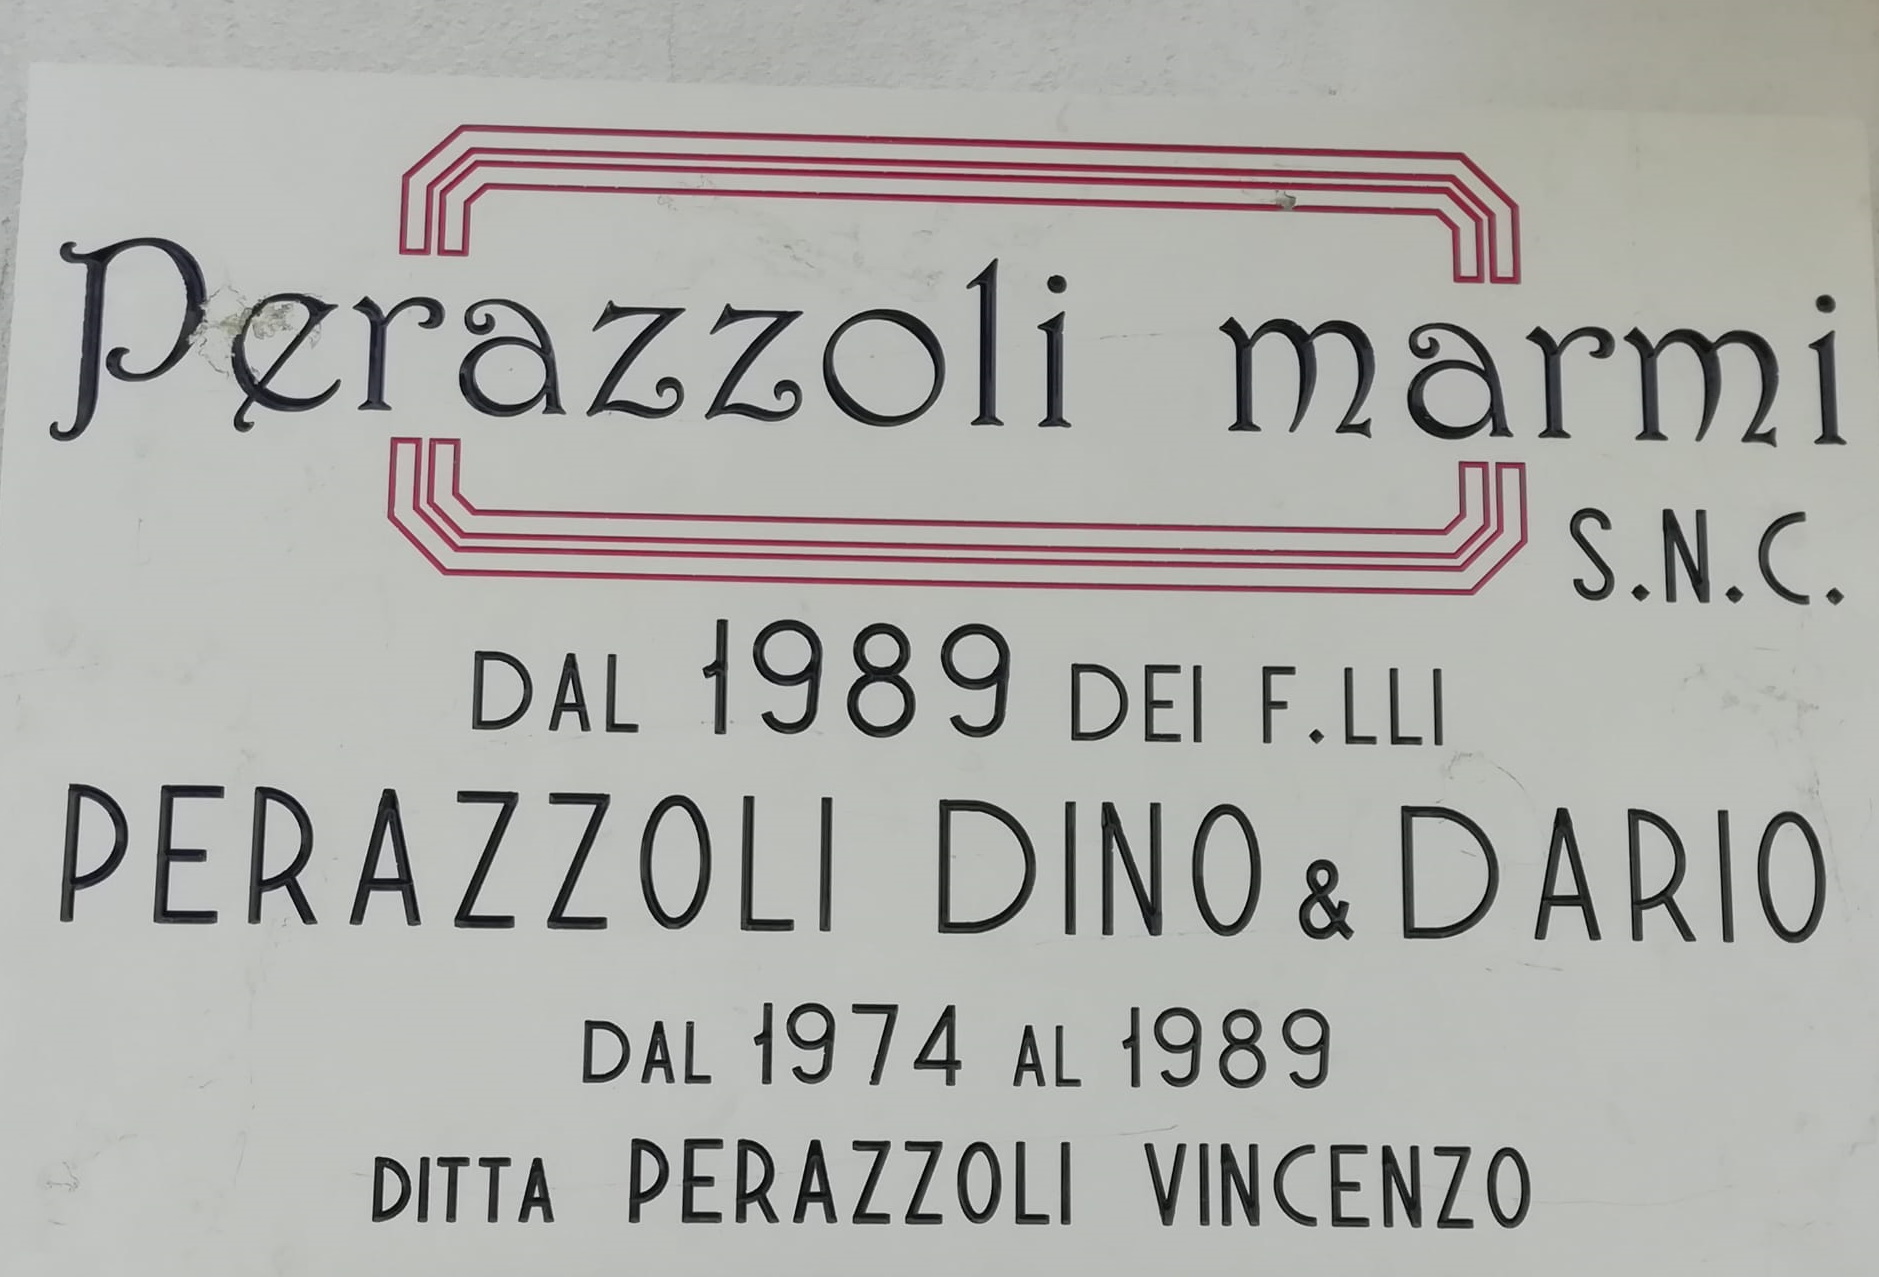 Perazzoli marmi
S.N.C.
DAL 1989 DEI F.LLI
PERAZZOLI DINO & DARIO
DAL 1974 AL 1989
DITTA PERAZZOLI VINCENZO